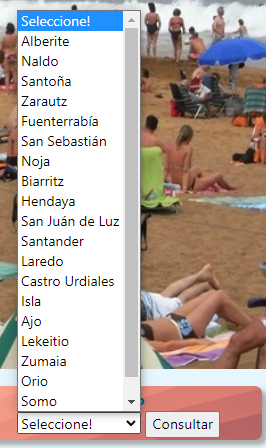 Seleccione!
Alberite
Naldo
Santoña
Zarautz
Fuenterrabía
San Sebastián
Noja
Biarritz
Hendaya
San Juán de Luz
Santander
Laredo
Castro Urdiales
Isla
Ajo
Lekeitio
Zumaia
Orio
Somo
Seleccione!
Consultar